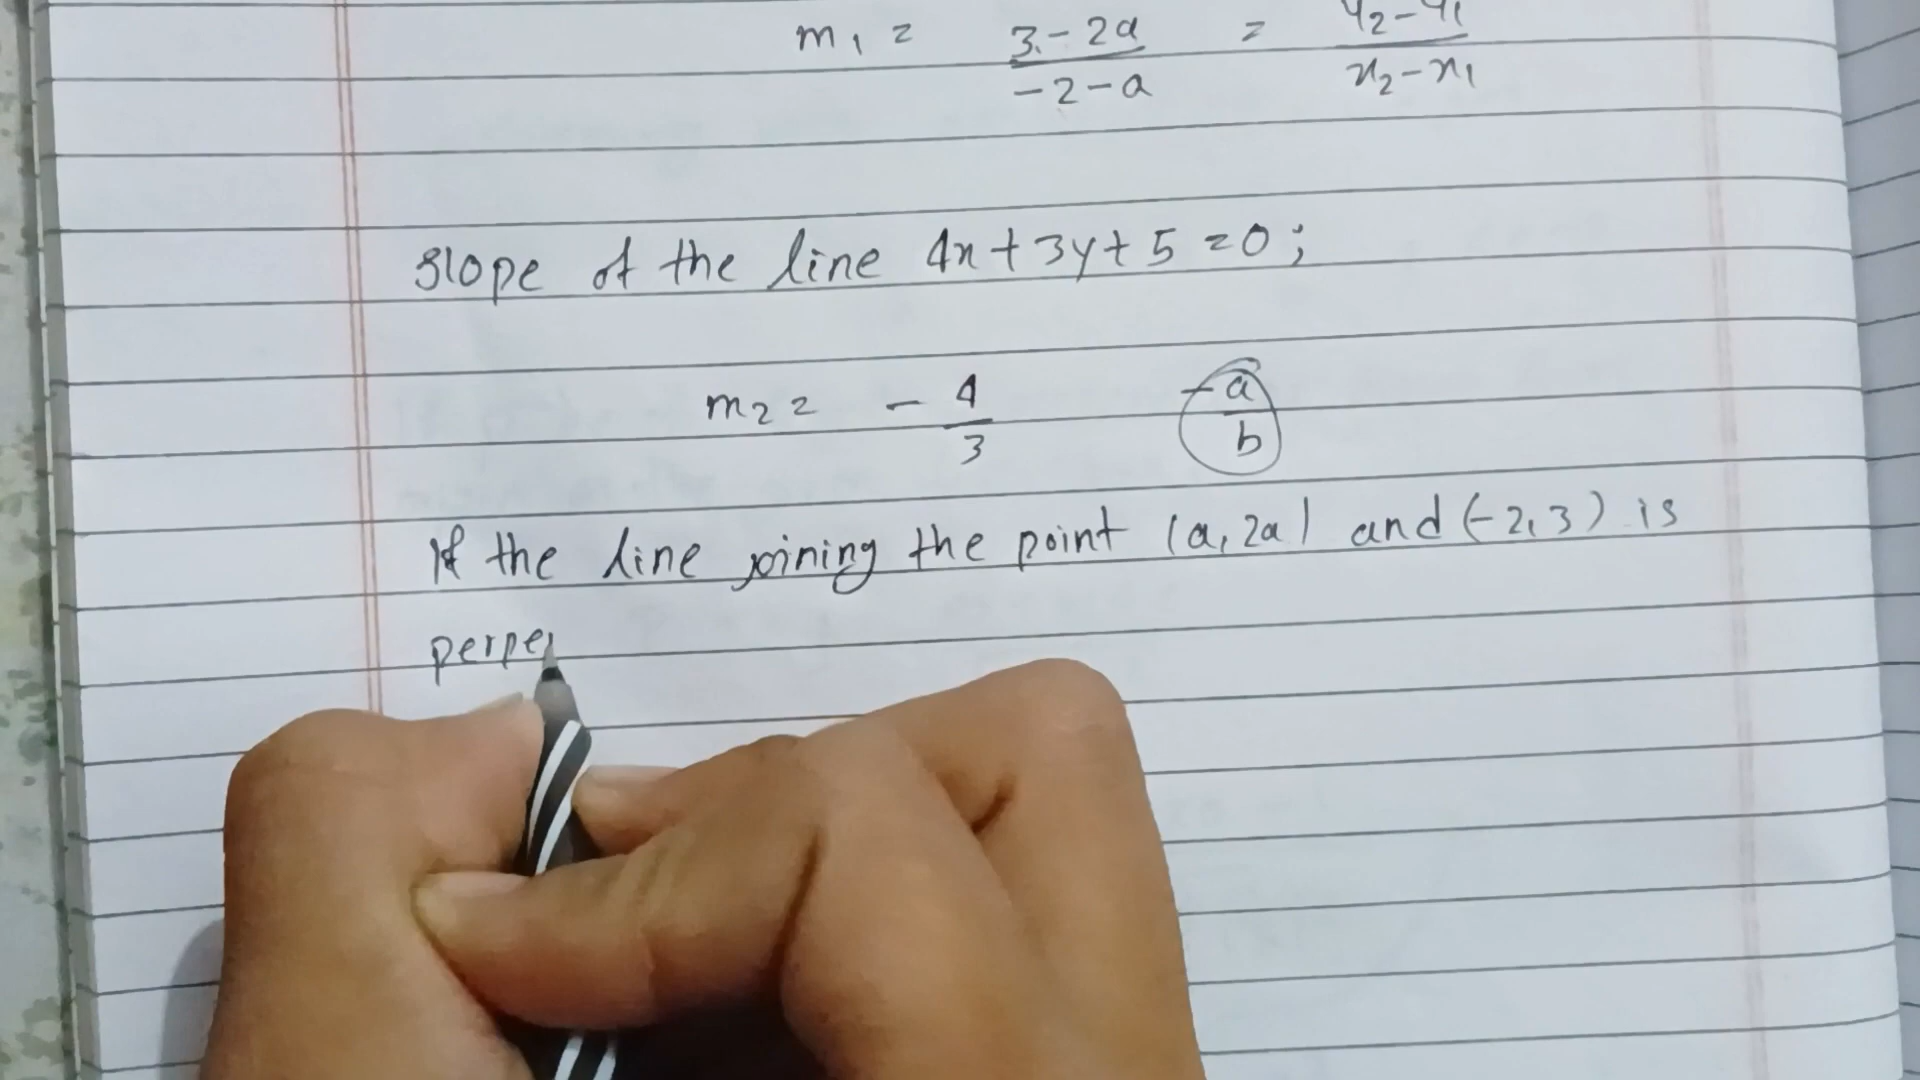 m₁ = (3-2a)/(-2-a) = (y₂-y₁)/(x₂-x₁)
slope of the line 4x+3y+5=0;
m₂ = -4/3 -a/b
If the line joining the point (a,2a) and (-2,3) is
perpe